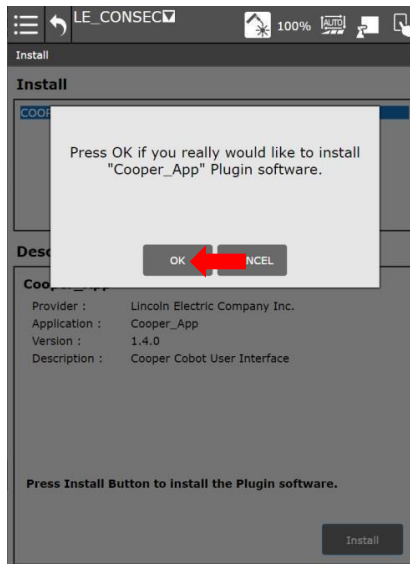 LE_CONSEC
100%
AUTO
Install
Install
COOP
Press OK if you really would like to install
"Cooper_App" Plugin software.
OK
NCEL
Desc
Provider : Lincoln Electric Company Inc.
Application : Cooper_App
Version : 1.4.0
Description : Cooper Cobot User Interface
Press Install Button to install the Plugin software.
Install